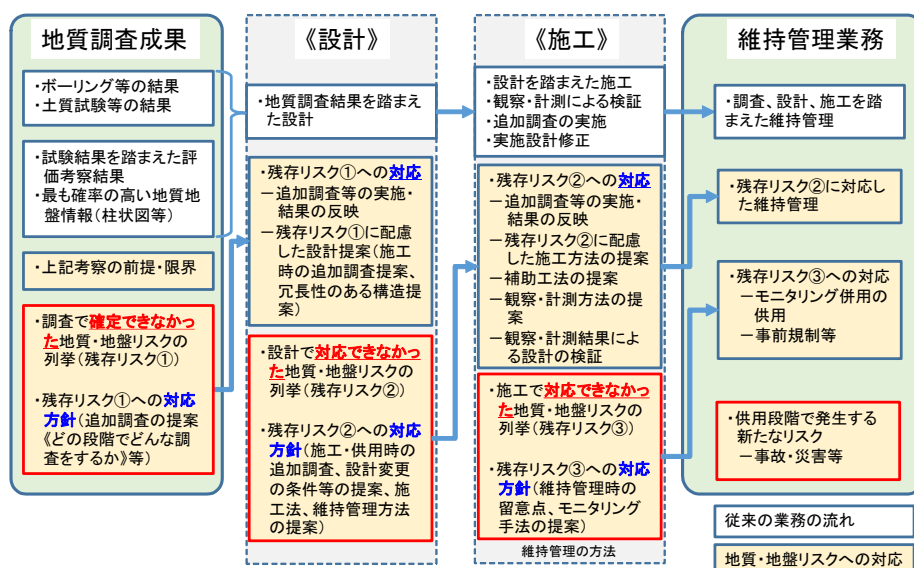 地質調査成果
・ボーリング等の結果
・土質試験等の結果
・試験結果を踏まえた評
価考察結果
・最も確率の高い地質地
盤情報(柱状図等)
・上記考察の前提・限界
・調査で確定できなかっ
た地質・地盤リスクの
列挙(残存リスク①)
・残存リスク①への対応
方針(追加調査の提案
《どの段階でどんな調
査をするか》等)
《設計》
・地質調査結果を踏まえ
た設計
・残存リスク①への対応
－追加調査等の実施・
結果の反映
－残存リスク①に配慮
した設計提案(施工
時の追加調査提案、
冗長性のある構造提
案)
・設計で対応できなかっ
た地質・地盤リスクの
列挙(残存リスク②)
・残存リスク②への対応
方針(施工・供用時の
追加調査、設計変更
の条件等の提案、施
工法、維持管理方法
の提案)
《施工》
・設計を踏まえた施工
・観察・計測による検証
・追加調査の実施
・実施設計修正
・残存リスク②への対応
－追加調査等の実施・
結果の反映
－残存リスク②に配慮
した施工方法の提案
－補助工法の提案
－観察・計測方法の提
案
－観察・計測結果によ
る設計の検証
・施工で対応できなかっ
た地質・地盤リスクの
列挙(残存リスク③)
・残存リスク③への対応
方針(維持管理時の
留意点、モニタリング
手法の提案)
維持管理の方法
維持管理業務
・調査、設計、施工を踏
まえた維持管理
・残存リスク②に対応し
た維持管理
・残存リスク③への対応
－モニタリング併用の
供用
－事前規制等
・供用段階で発生する
新たなリスク
－事故・災害等
従来の業務の流れ
地質・地盤リスクへの対応